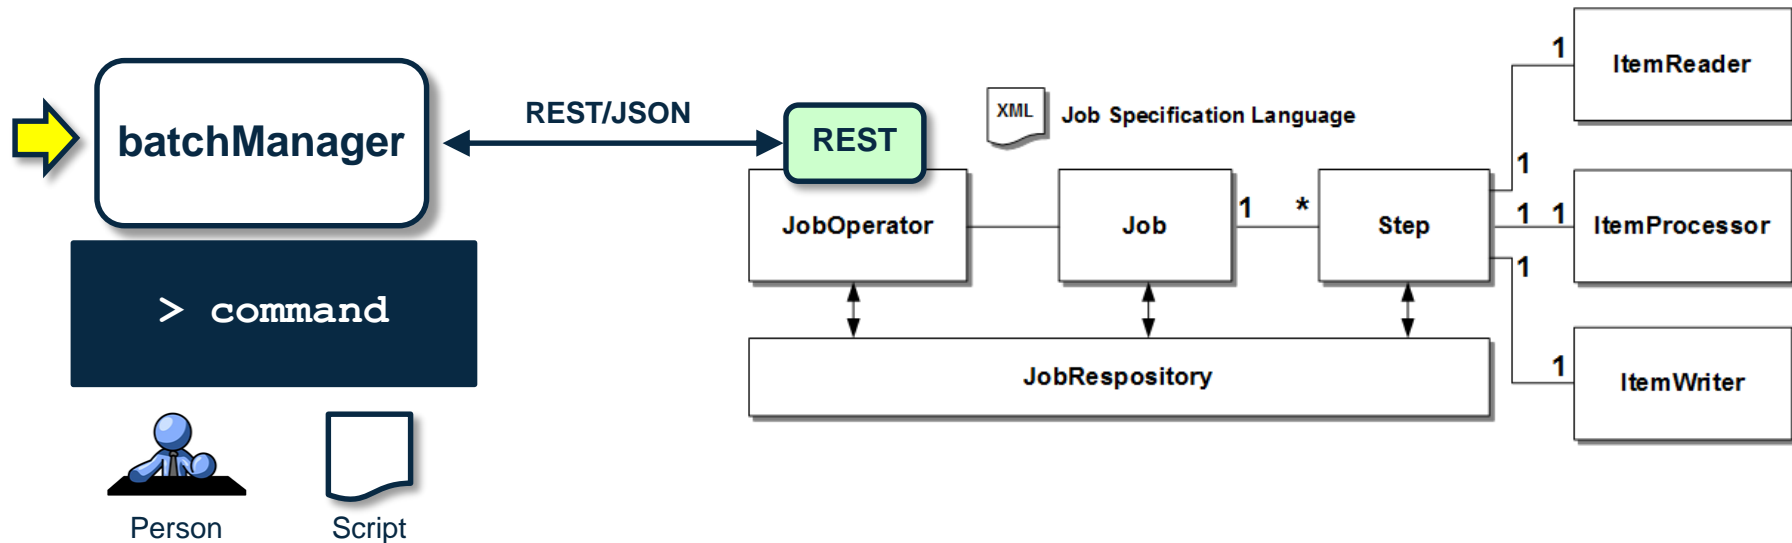 batchManager
> command
Person
Script
REST/JSON
REST
XML
Job Specification Language
JobOperator
Job
1
*
Step
JobRespository
1
1
1
1
1
1
ItemReader
ItemProcessor
ItemWriter